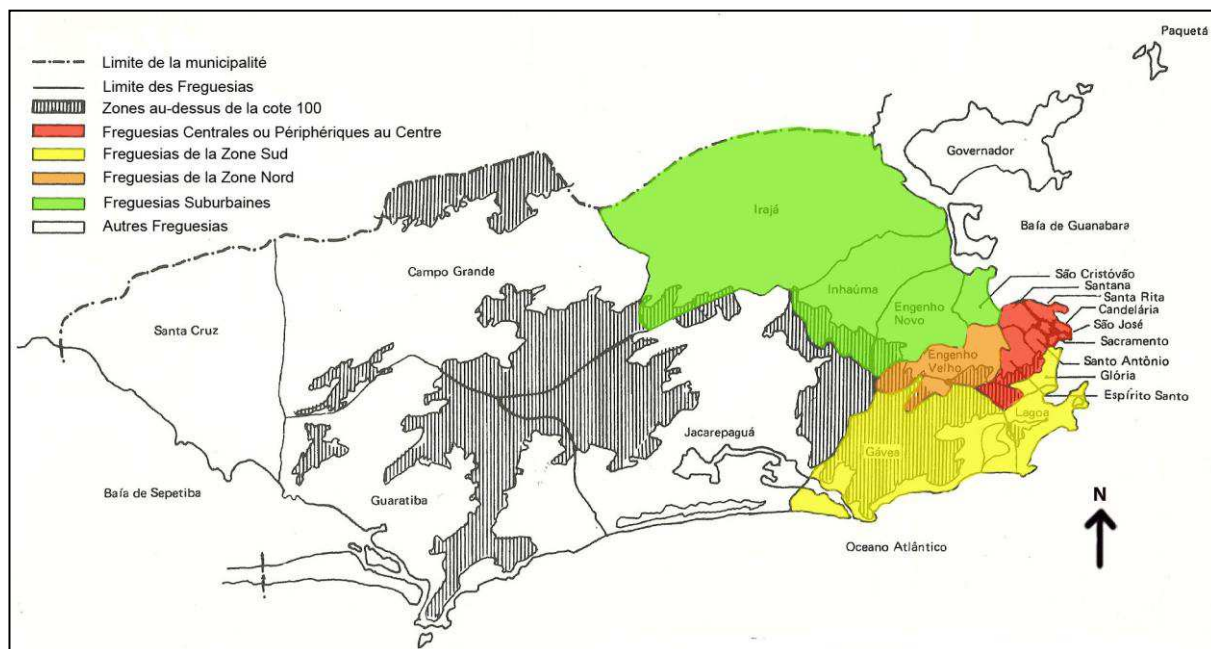 Limite de la municipalité
Limite des Freguesias
Zones au-dessus de la cote 100
Freguesias Centrales ou Périphériques au Centre
Freguesias de la Zone Sud
Freguesias de la Zone Nord
Freguesias Suburbaines
Autres Freguesias
Paquetá
Governador
Baía de Guanabara
Irajá
Campo Grande
Santa Cruz
Inhaúma
Engenho
Novo
Engenho
Velho
São Cristóvão
Santana
Santa Rita
Candelária
São José
Sacramento
Santo Antônio
Glória
Espírito Santo
Lagoa
Gávea
Jacarepaguá
Guaratiba
Baía de Sepetiba
Oceano Atlântico
N